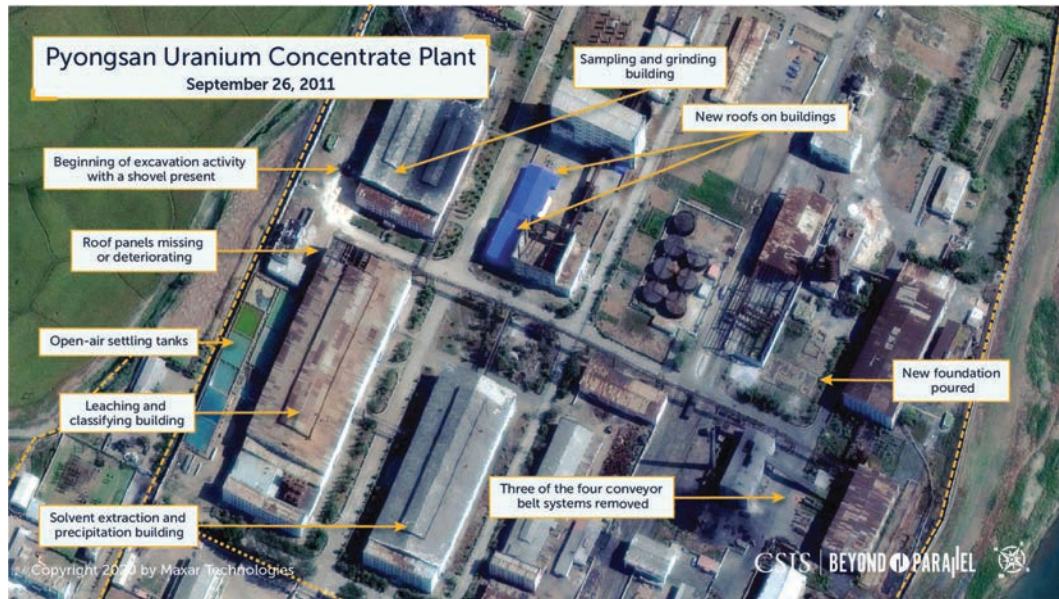 Pyongsan Uranium Concentrate Plant
September 26, 2011
Sampling and grinding
building
New roofs on buildings
Beginning of excavation activity
with a shovel present
Roof panels missing
or deteriorating
Open-air settling tanks
New foundation
poured
Leaching and
classifying building
Three of the four conveyor
belt systems removed
Solvent extraction and
precipitation building
Copyright 2020 by Maxar Technologies
CSIS | BEYOND PARALLEL